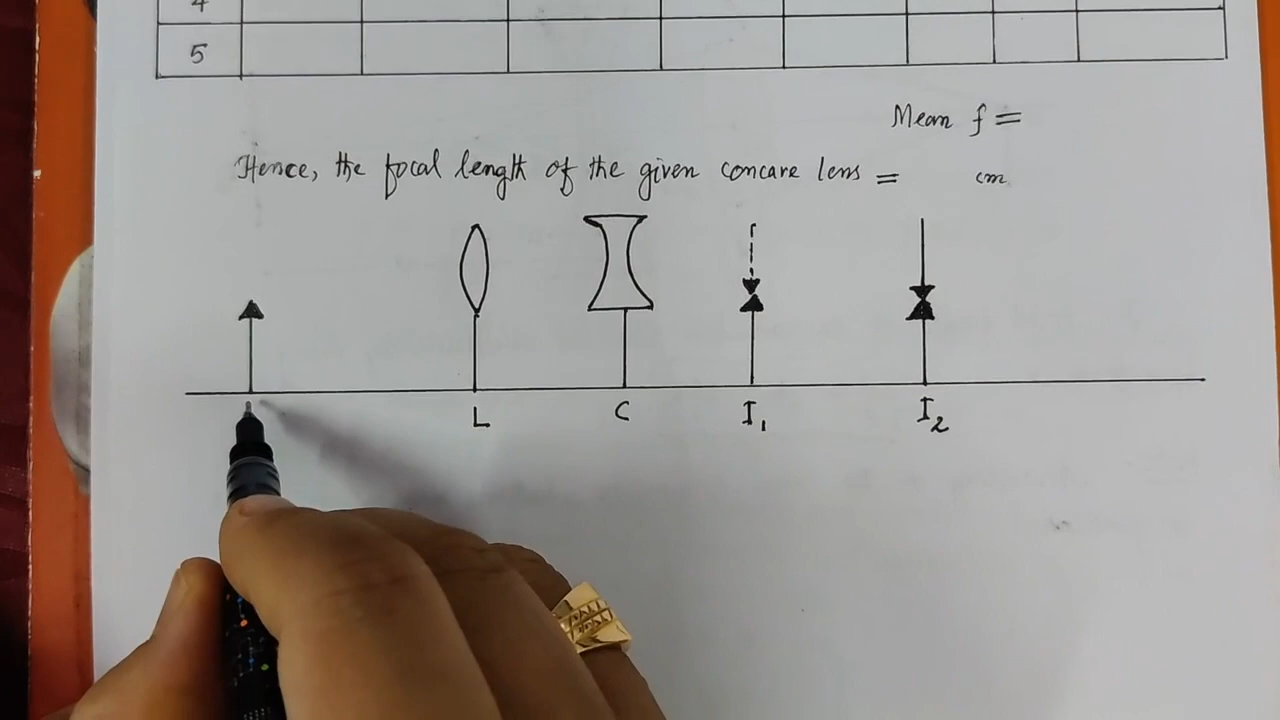 4
5
Mean f =
Hence, the focal length of the given concave lens = cm
L C I₁ I₂